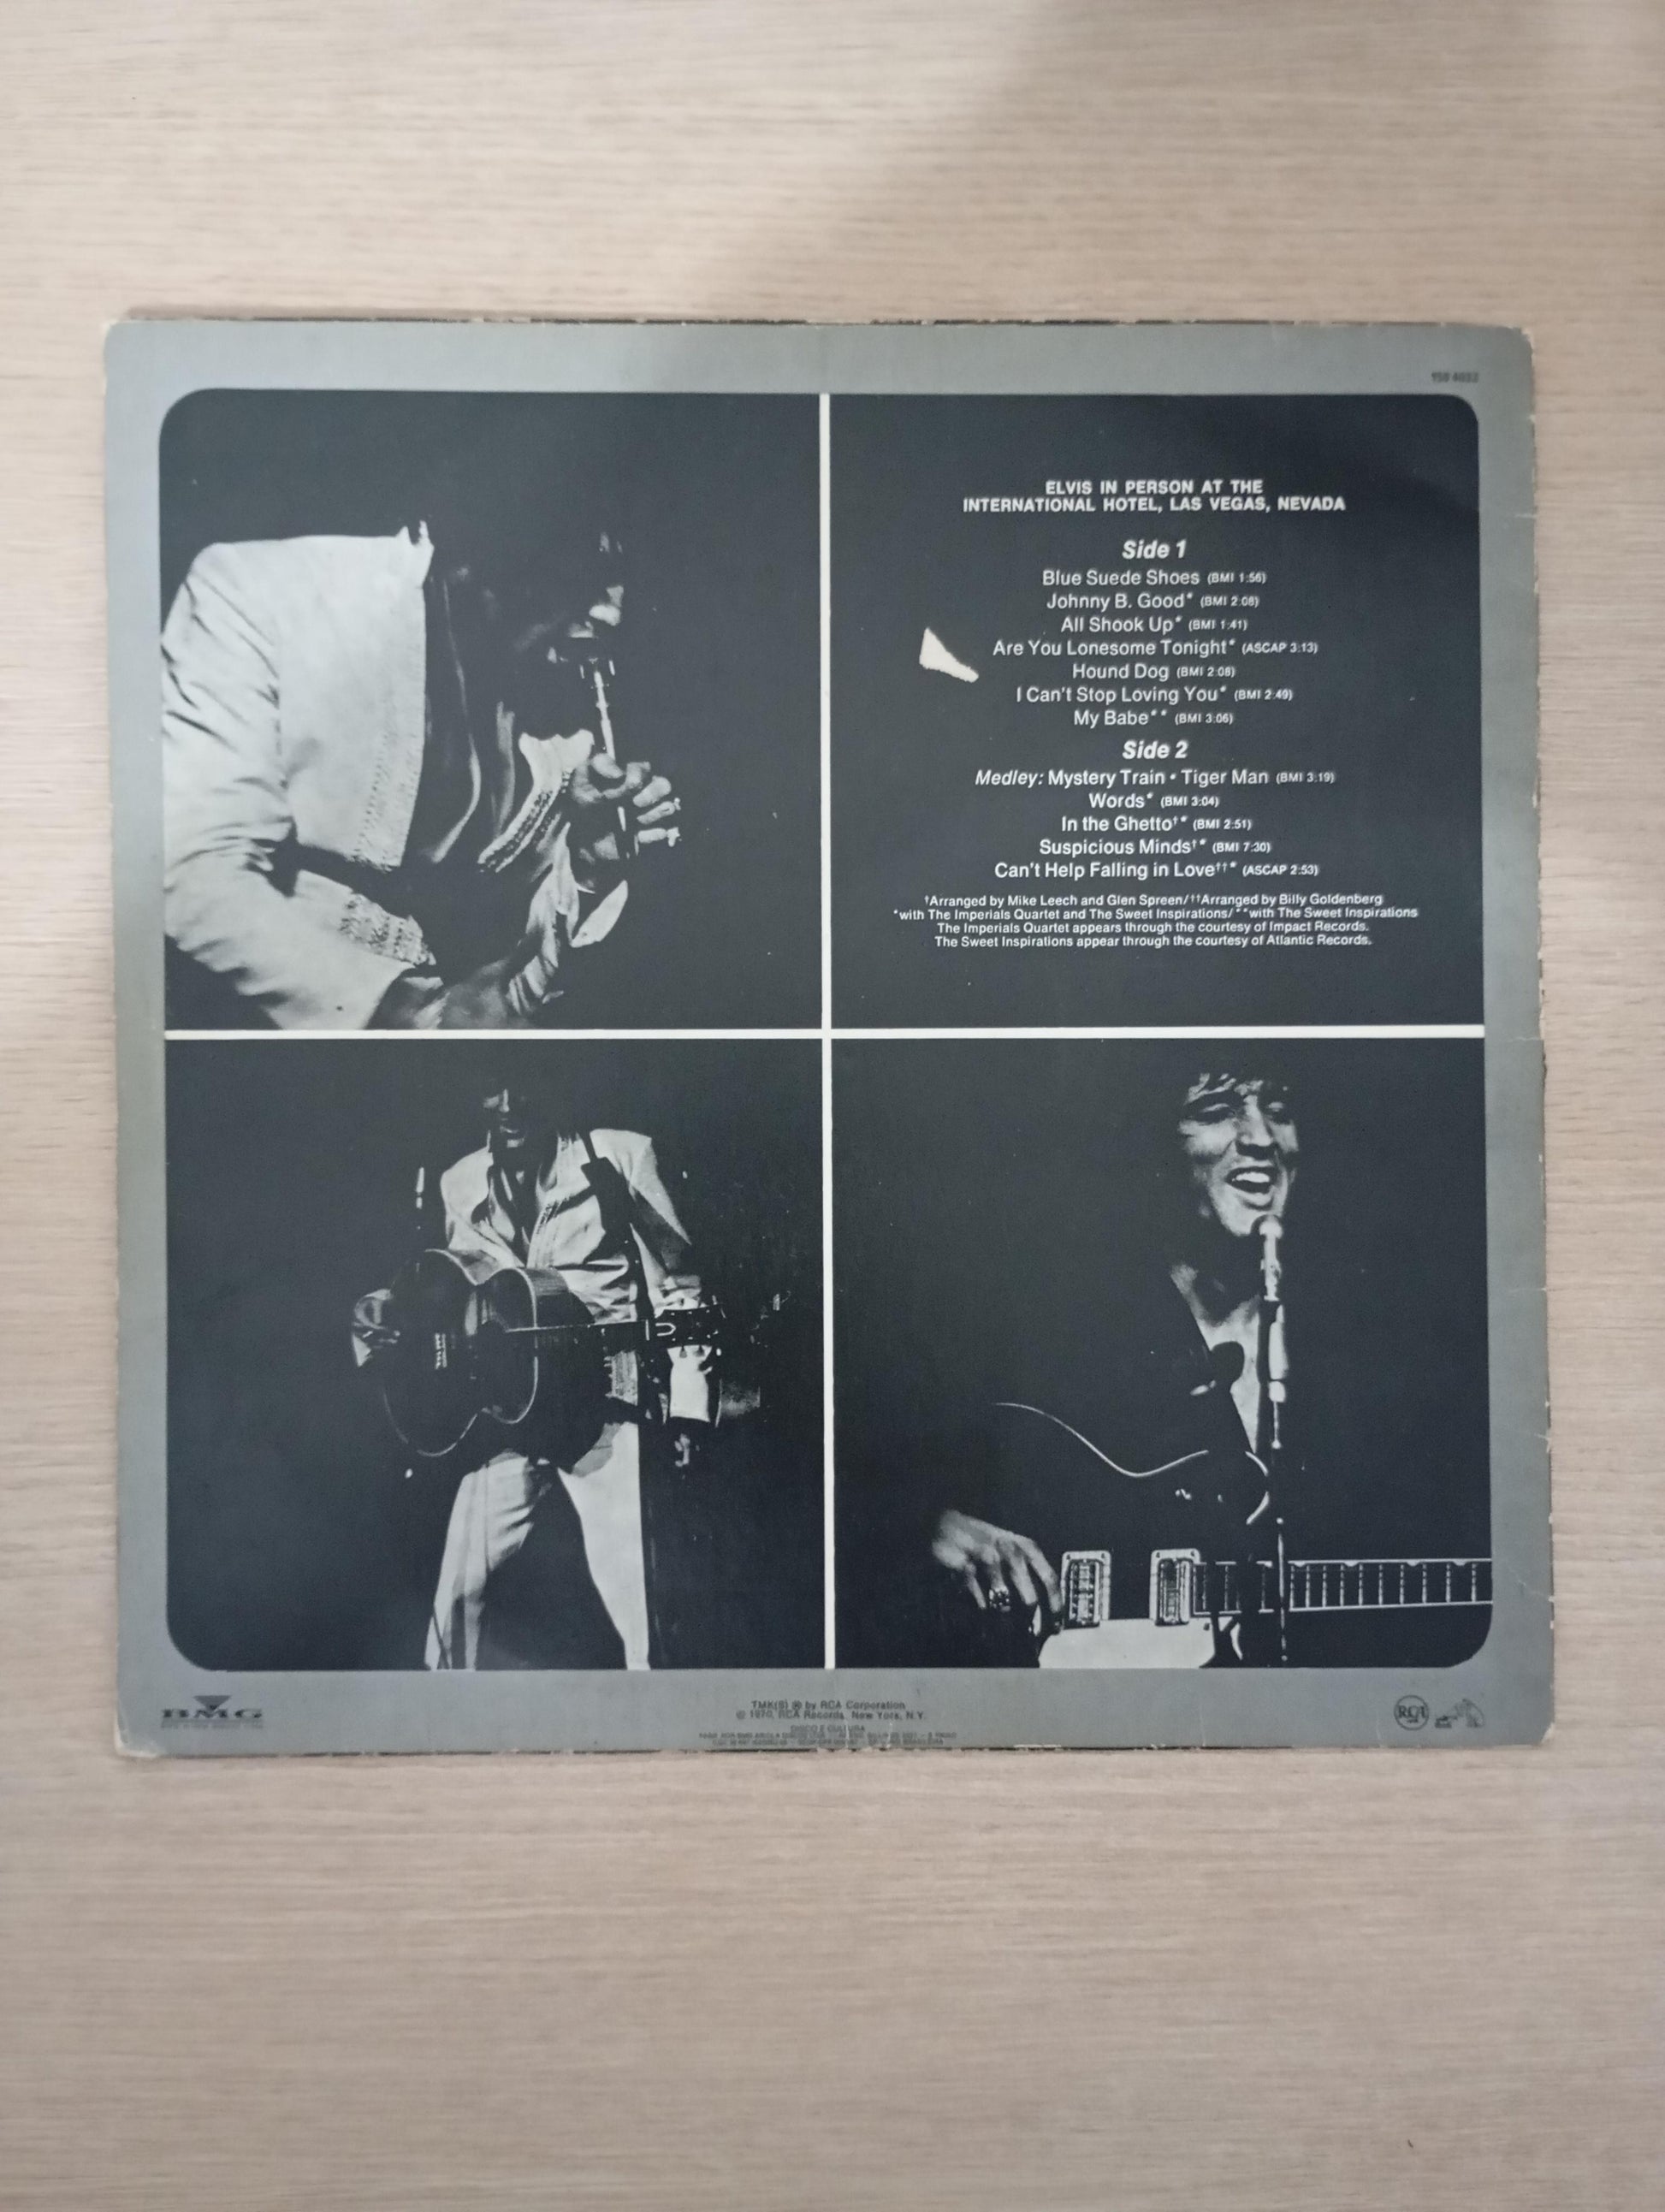 ELVIS IN PERSON AT THE
INTERNATIONAL HOTEL, LAS VEGAS, NEVADA
Side 1
Blue Suede Shoes (BMI 1:56)
Johnny B. Good* (BMI 2:08)
All Shook Up* (BMI 1:41)
Are You Lonesome Tonight* (ASCAP 3:13)
Hound Dog (BMI 2:08)
I Can't Stop Loving You* (BMI 2:49)
My Babe** (BMI 3:06)
Side 2
Medley: Mystery Train • Tiger Man (BMI 3:19)
Words* (BMI 3:04)
In the Ghetto†* (BMI 2:51)
Suspicious Minds†* (BMI 7:30)
Can't Help Falling in Love††* (ASCAP 2:53)
†Arranged by Mike Leech and Glen Spreen/††Arranged by Billy Goldenberg
*with The Imperials Quartet and The Sweet Inspirations/**with The Sweet Inspirations
The Imperials Quartet appears through the courtesy of Impact Records.
The Sweet Inspirations appear through the courtesy of Atlantic Records.
BMG
TMK(S) ® by RCA Corporation
© 1970, RCA Records, New York, N.Y.
DISCO É CULTURA
RCA